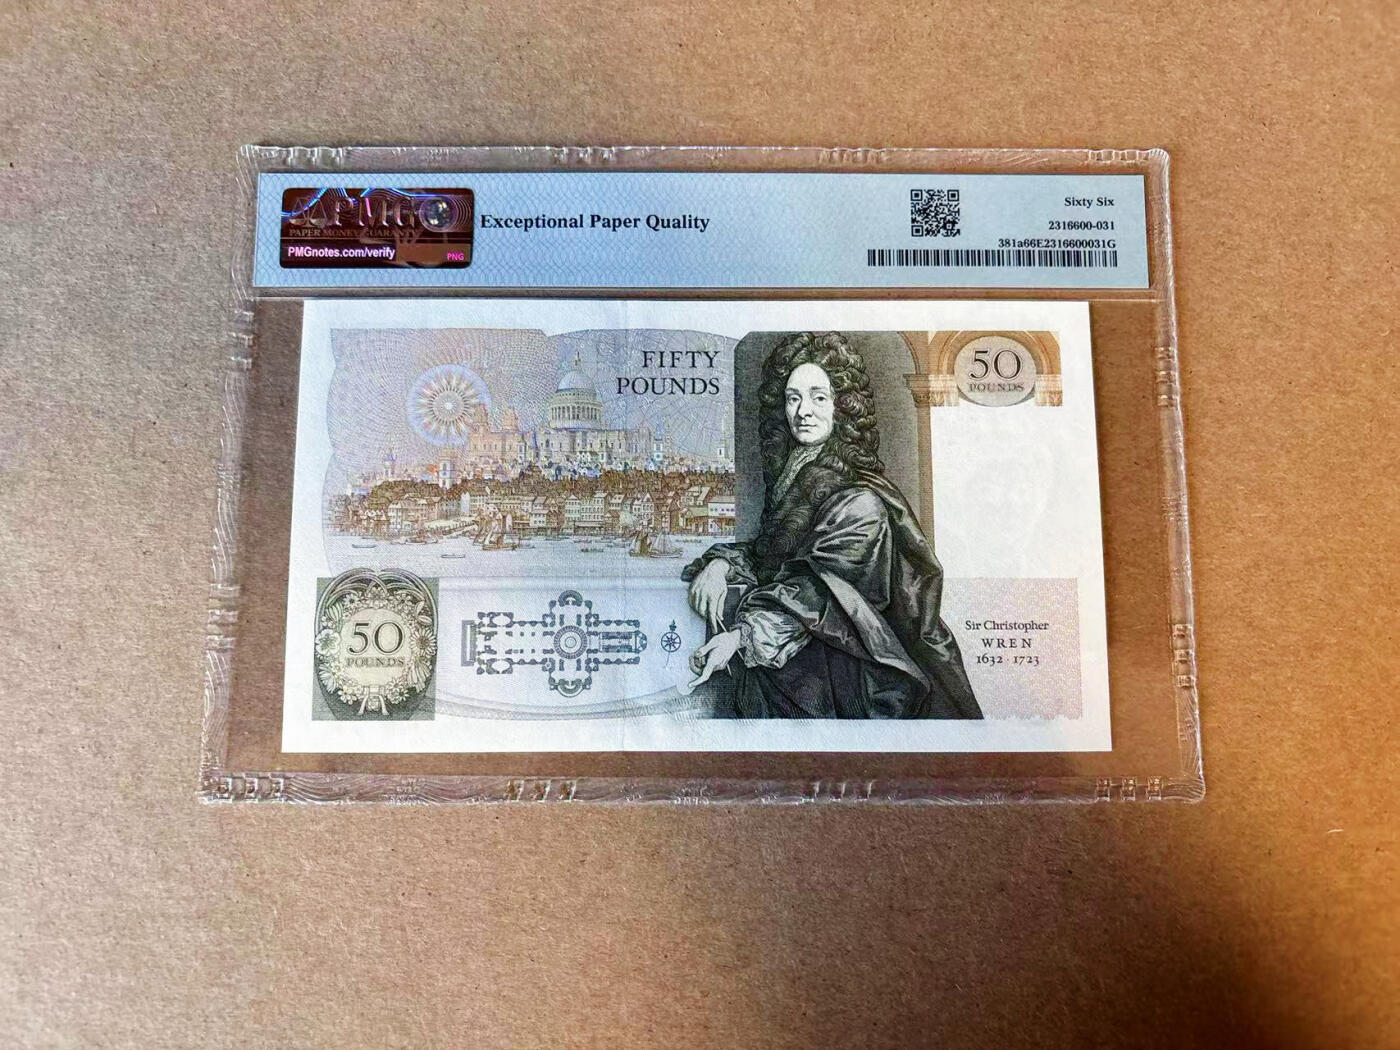 PMG
PAPER MONEY GUARANTY
PMGnotes.com/verify
PNG
Exceptional Paper Quality
Sixty Six
2316600-031
381a66E2316600031G
FIFTY
POUNDS
50
POUNDS
50
POUNDS
Sir Christopher
WREN
1632 · 1723